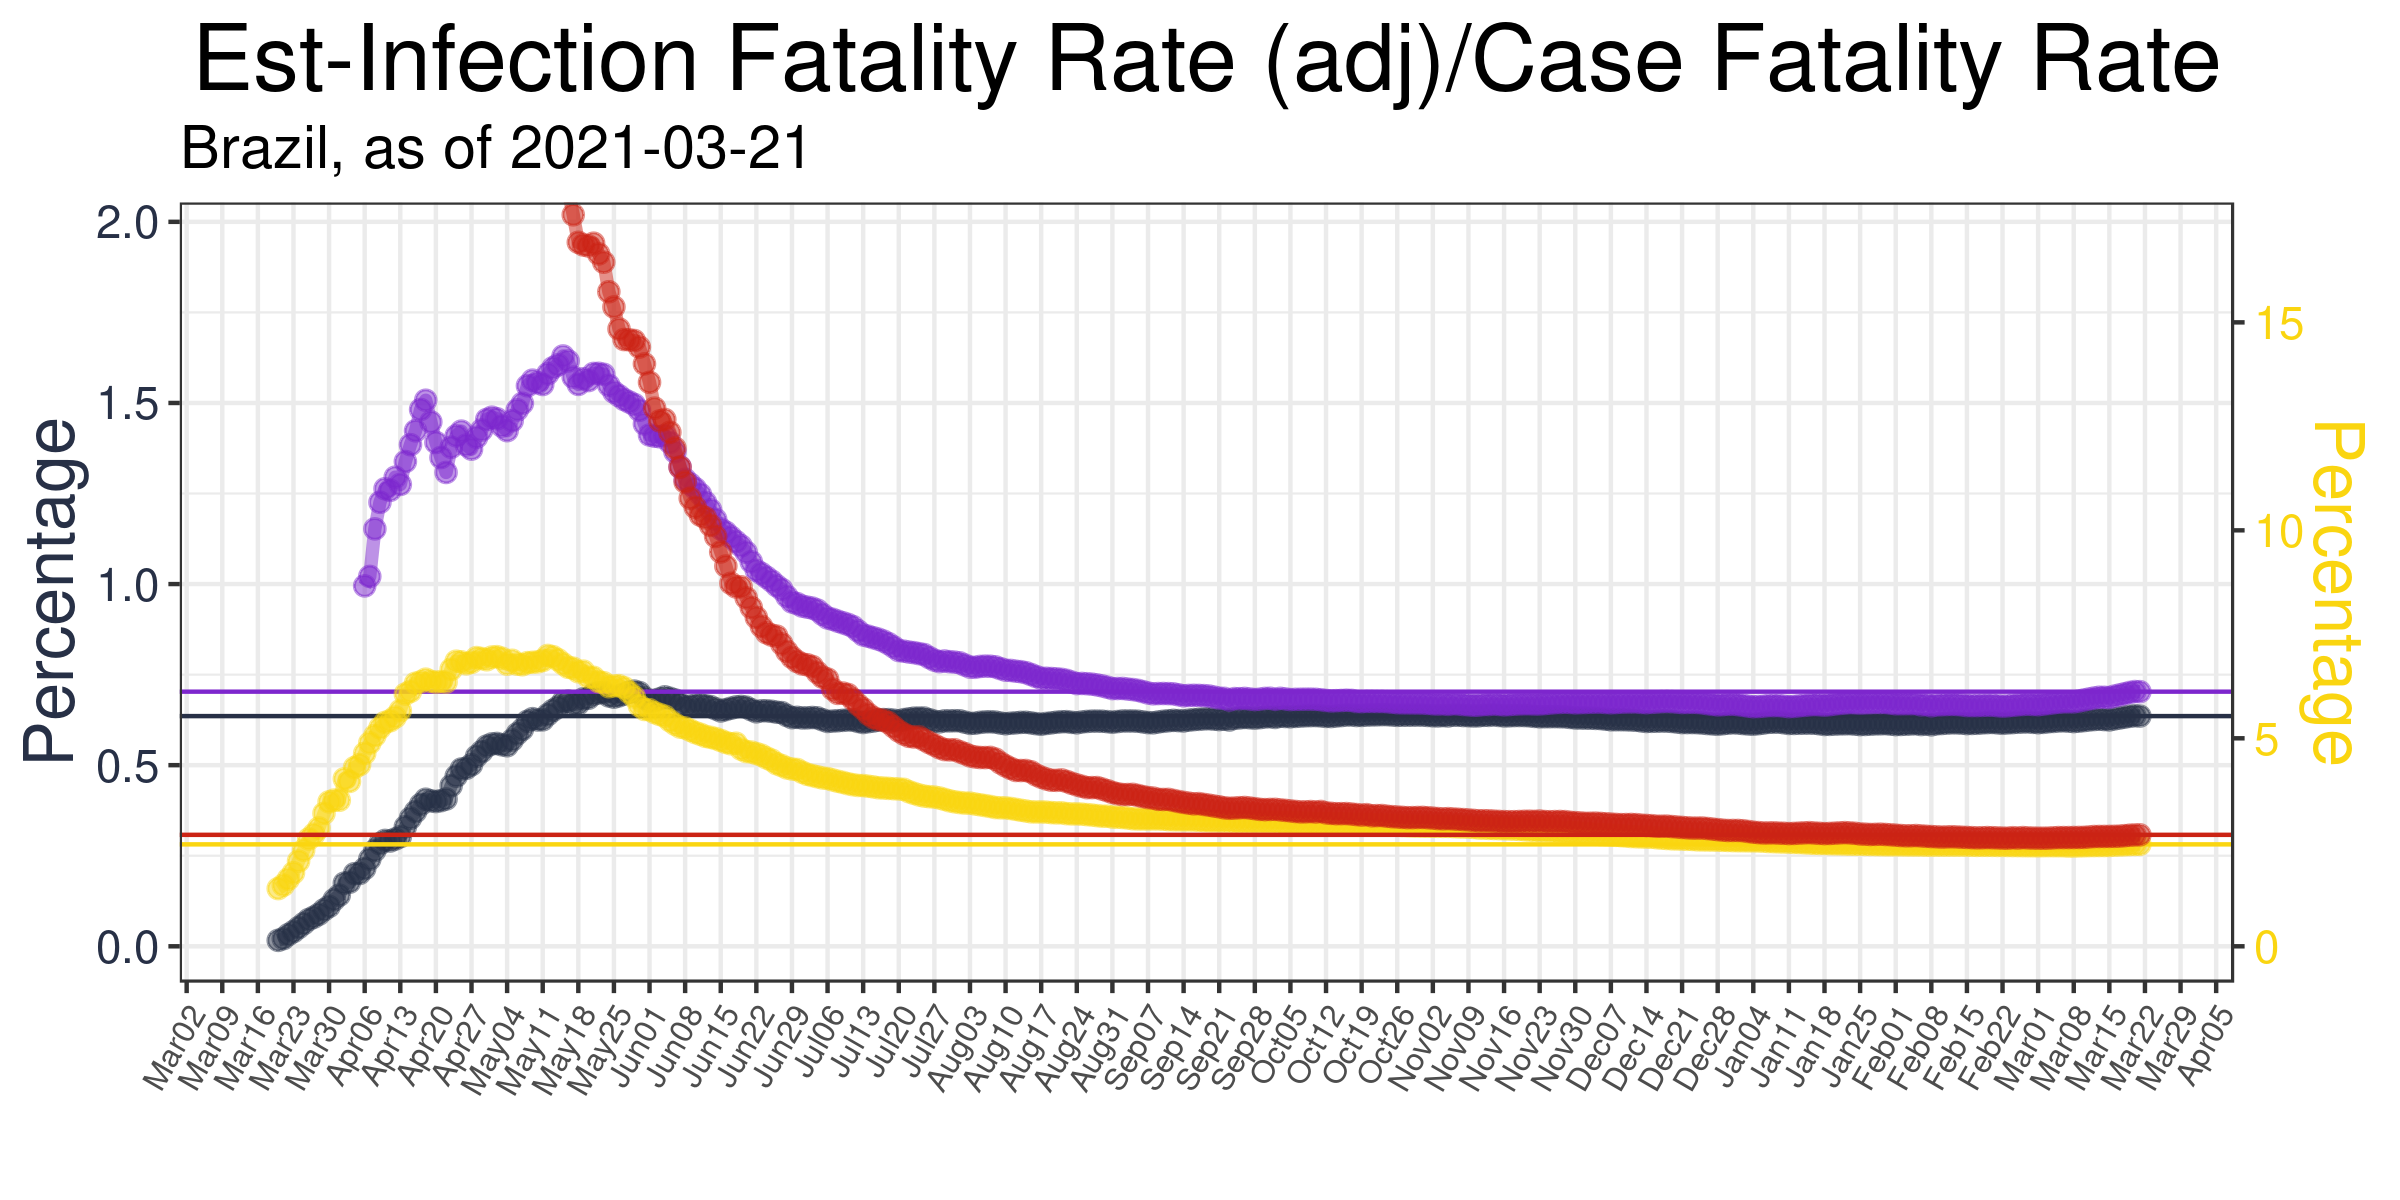 Est-Infection Fatality Rate (adj)/Case Fatality Rate
Brazil, as of 2021-03-21
Percentage
2.0
1.5
1.0
0.5
0.0
15
10
5
0
Percentage
Mar02
Mar09
Mar16
Mar23
Mar30
Apr06
Apr13
Apr20
Apr27
May04
May11
May18
May25
Jun01
Jun08
Jun15
Jun22
Jun29
Jul06
Jul13
Jul20
Jul27
Aug03
Aug10
Aug17
Aug24
Aug31
Sep07
Sep14
Sep21
Sep28
Oct05
Oct12
Oct19
Oct26
Nov02
Nov09
Nov16
Nov23
Nov30
Dec07
Dec14
Dec21
Dec28
Jan04
Jan11
Jan18
Jan25
Feb01
Feb08
Feb15
Feb22
Mar01
Mar08
Mar15
Mar22
Mar29
Apr05